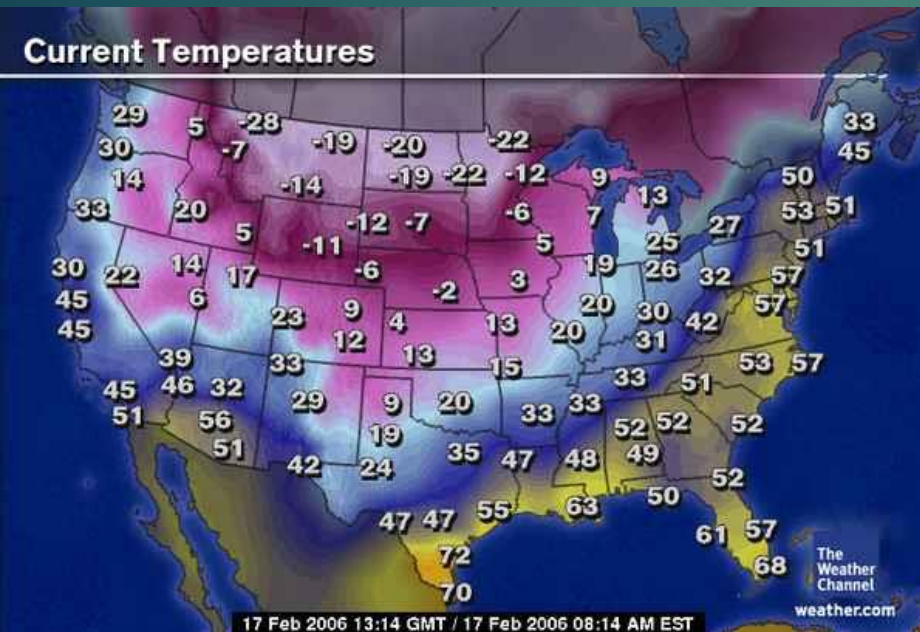 Current Temperatures
29 5 -28 -19 -20 -22 33
30 -7 45
14 -14 -19 -22 -12 9 13 50
33 20 5 -12 -7 -6 7 27 53 51
-11 5 25 51
30 22 14 17 -6 -2 3 19 26 32 57
45 6 23 9 4 13 20 20 30 42 57
45 12 13 31
39 33 15 33 53 57
45 46 32 29 9 20 33 33 51
51 56 19 52 52 52
51 42 24 35 47 48 49
47 47 55 63 50 52
72 61 57
70 68
The
Weather
Channel
weather.com
17 Feb 2006 13:14 GMT / 17 Feb 2006 08:14 AM EST